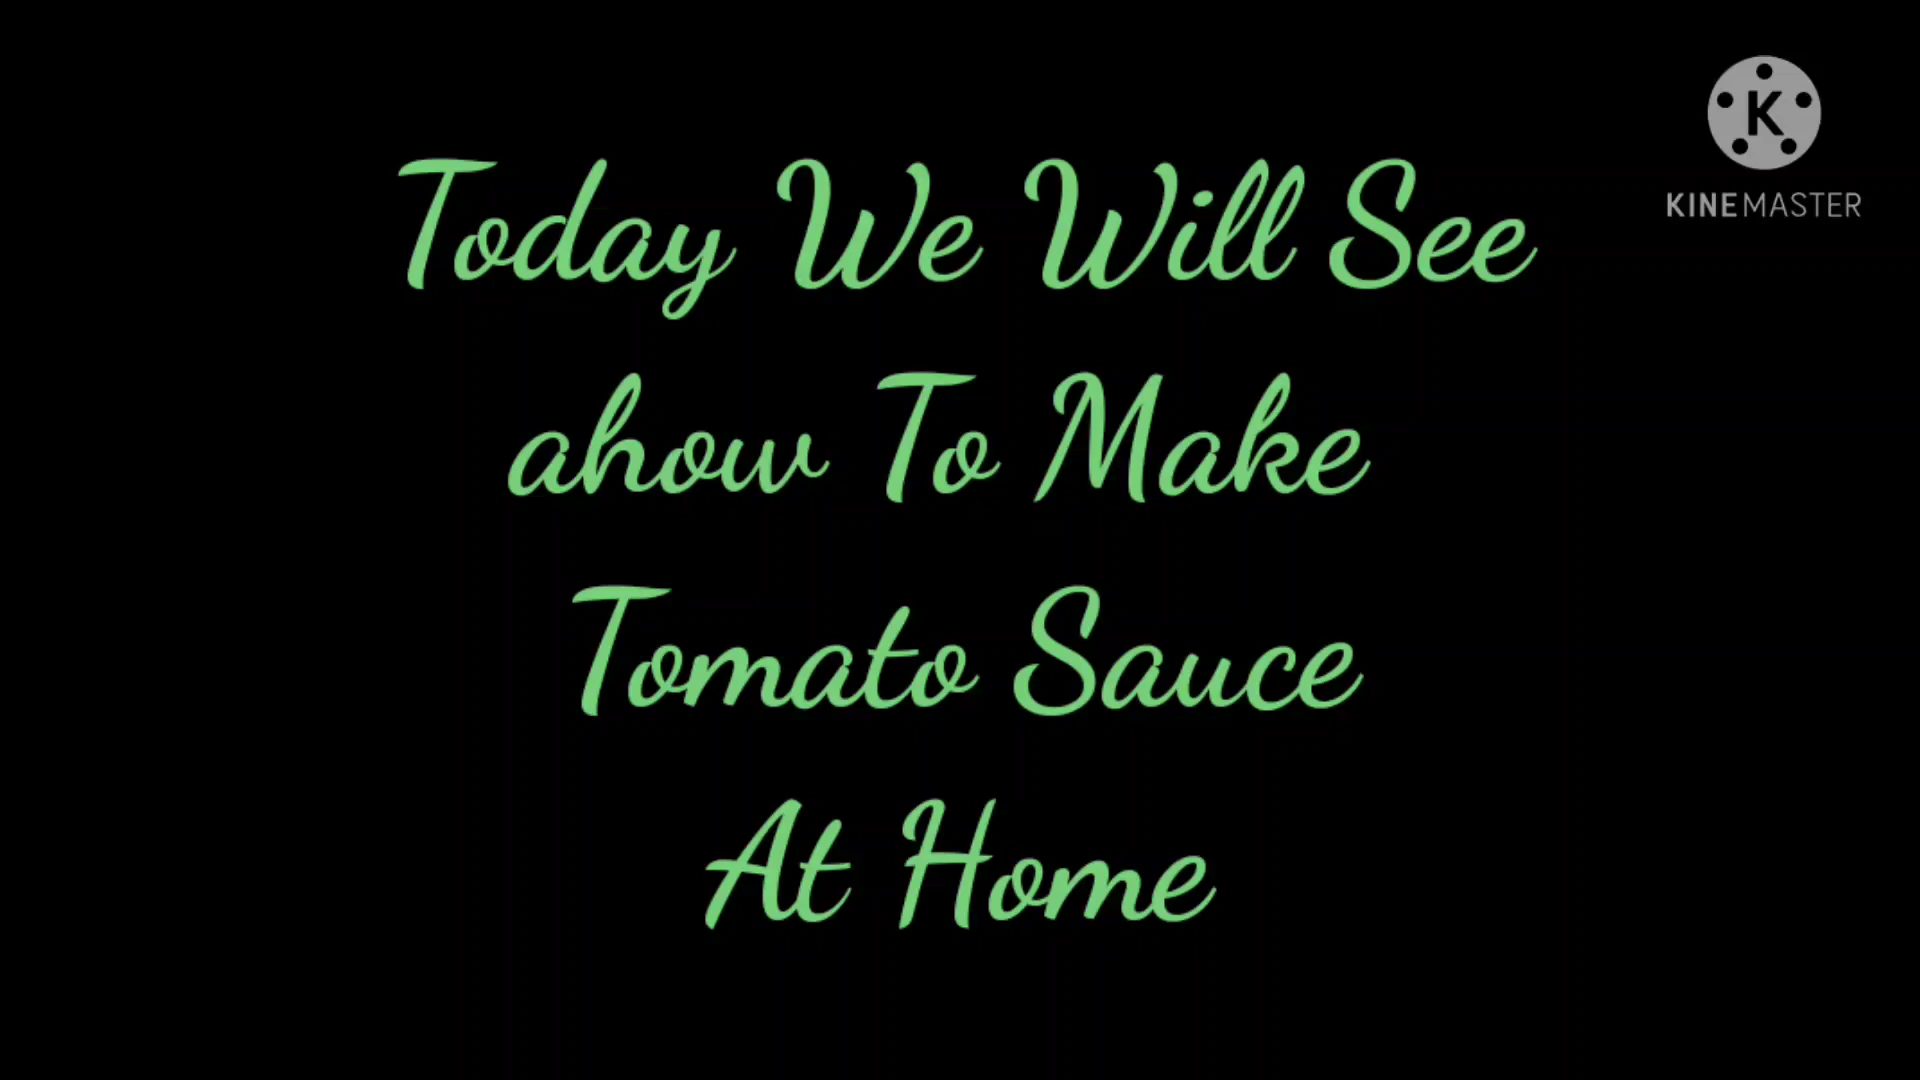 Today We Will See
ahow To Make
Tomato Sauce
At Home
K
KINEMASTER